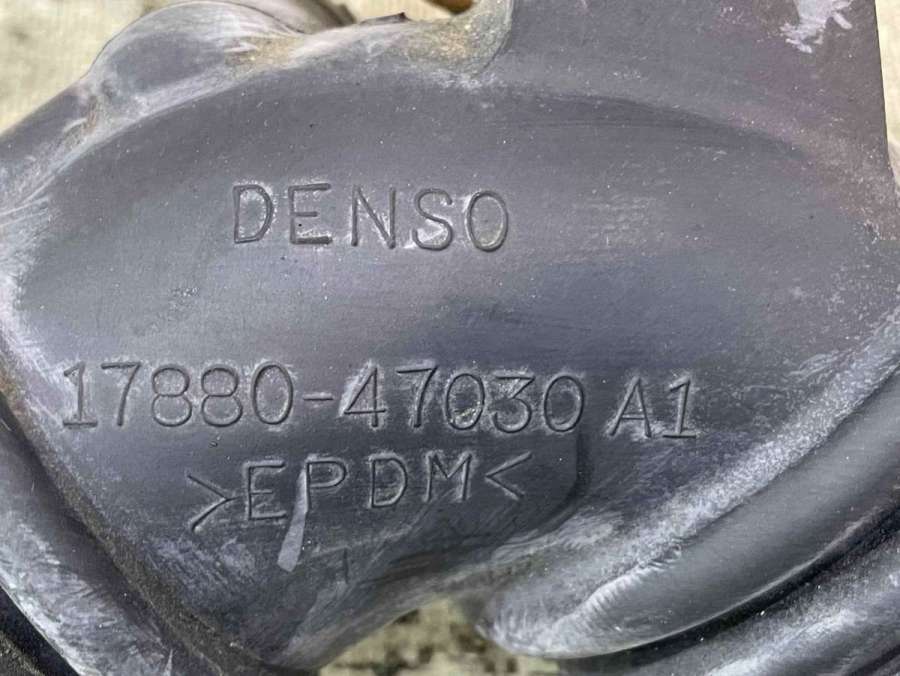 DENSO
17880-47030 A1
>EPDM<